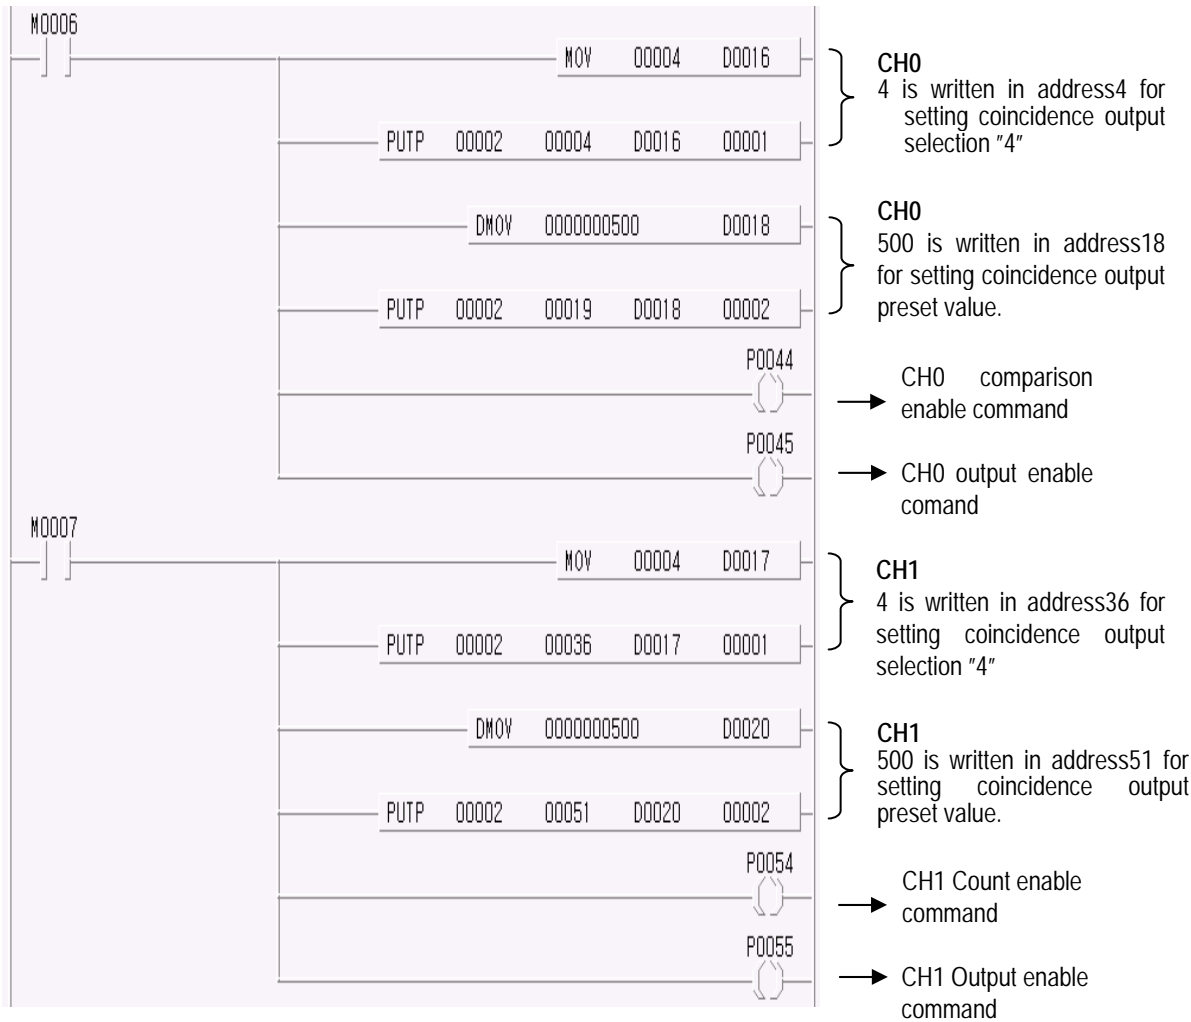 M0006
MOV 00004 D0016
CH0
4 is written in address4 for
setting coincidence output
selection "4"
PUTP 00002 00004 D0016 00001
CH0
DMOV 0000000500 D0018
500 is written in address18
for setting coincidence output
preset value.
PUTP 00002 00019 D0018 00002
P0044
CH0 comparison
enable command
P0045
CH0 output enable
comand
M0007
MOV 00004 D0017
CH1
4 is written in address36 for
setting coincidence output
selection "4"
PUTP 00002 00036 D0017 00001
DMOV 0000000500 D0020
CH1
500 is written in address51 for
setting coincidence output
preset value.
PUTP 00002 00051 D0020 00002
P0054
CH1 Count enable
command
P0055
CH1 Output enable
command